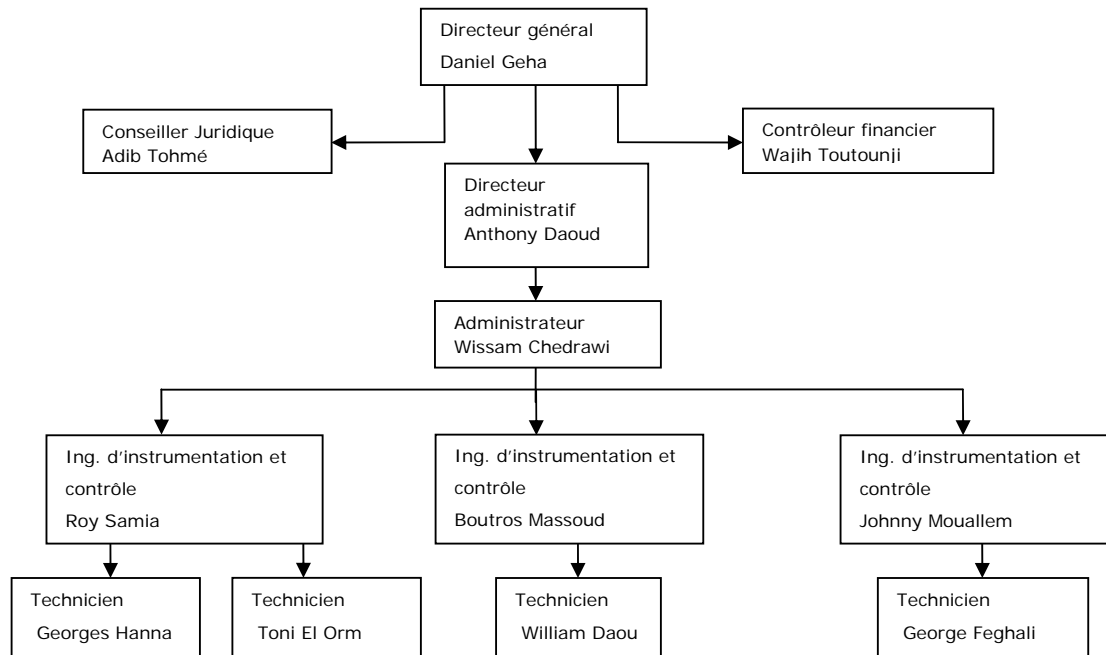 Directeur général
Daniel Geha
Conseiller Juridique
Adib Tohmé
Contrôleur financier
Wajih Toutounji
Directeur
administratif
Anthony Daoud
Administrateur
Wissam Chedrawi
Ing. d'instrumentation et
contrôle
Roy Samia
Ing. d'instrumentation et
contrôle
Boutros Massoud
Ing. d'instrumentation et
contrôle
Johnny Mouallem
Technicien
Georges Hanna
Technicien
Toni El Orm
Technicien
William Daou
Technicien
George Feghali